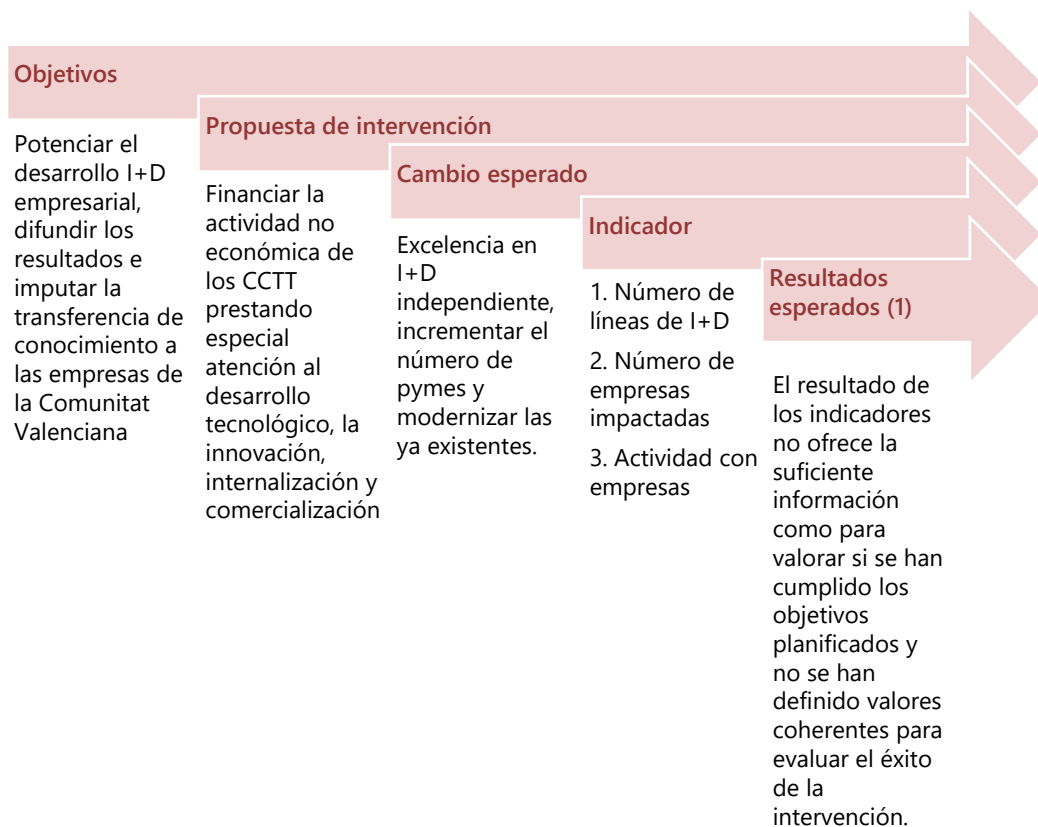 Objetivos
Potenciar el
desarrollo I+D
empresarial,
difundir los
resultados e
imputar la
transferencia de
conocimiento a
las empresas de
la Comunitat
Valenciana
Propuesta de intervención
Financiar la
actividad no
económica de
los CCTT
prestando
especial
atención al
desarrollo
tecnológico, la
innovación,
internalización y
comercialización
Cambio esperado
Excelencia en
I+D
independiente,
incrementar el
número de
pymes y
modernizar las
ya existentes.
Indicador
1. Número de
líneas de I+D
2. Número de
empresas
impactadas
3. Actividad con
empresas
Resultados
esperados (1)
El resultado de
los indicadores
no ofrece la
suficiente
información
como para
valorar si se han
cumplido los
objetivos
planificados y
no se han
definido valores
coherentes para
evaluar el éxito
de la
intervención.